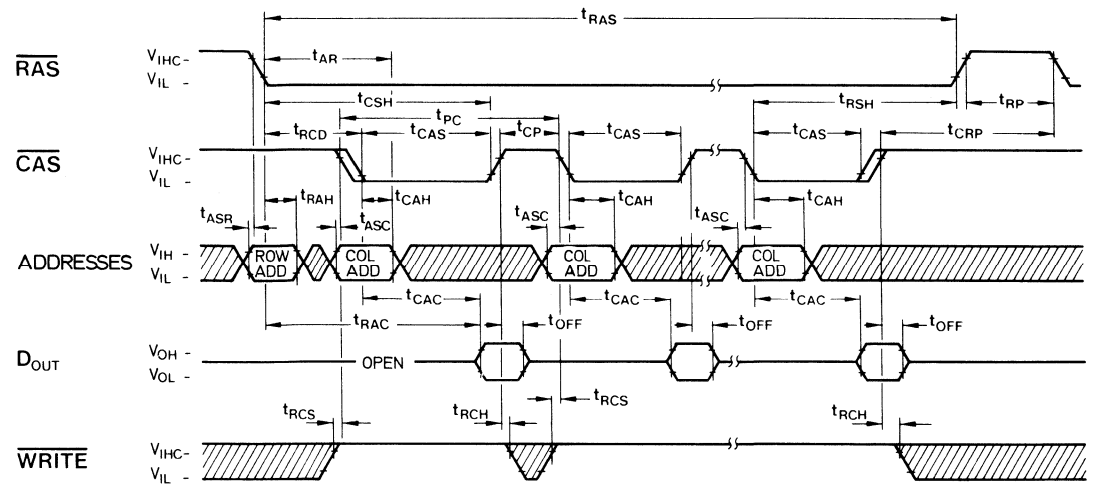 tRAS
RAS
VIHC
VIL
tAR
tCSH
tRSH
tRP
tPC
tRCD
tCAS
tCP
tCAS
tCAS
tCRP
CAS
VIHC
VIL
tRAH
tCAH
tCAH
tCAH
tASR
tASC
tASC
tASC
ADDRESSES
VIH
VIL
ROW ADD
COL ADD
COL ADD
COL ADD
tCAC
tCAC
tCAC
tRAC
tOFF
tOFF
tOFF
DOUT
VOH
VOL
OPEN
tRCS
tRCH
tRCS
tRCH
WRITE
VIHC
VIL